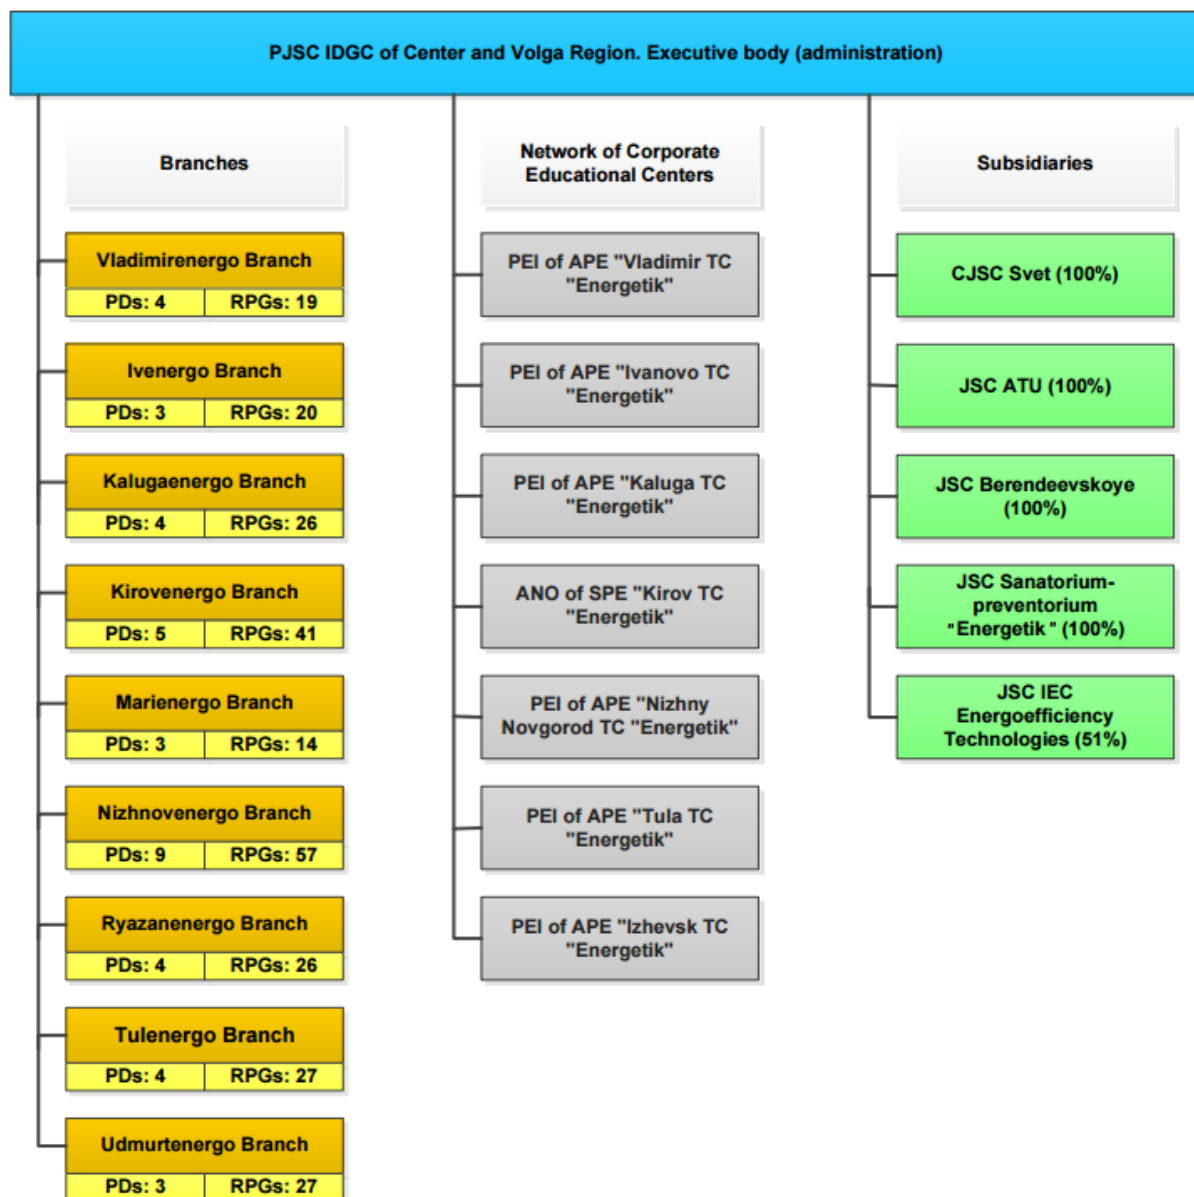 PJSC IDGC of Center and Volga Region. Executive body (administration)
Branches
Vladimirenergo Branch
PDs: 4 RPGs: 19
Ivenergo Branch
PDs: 3 RPGs: 20
Kalugaenergo Branch
PDs: 4 RPGs: 26
Kirovenergo Branch
PDs: 5 RPGs: 41
Marienergo Branch
PDs: 3 RPGs: 14
Nizhnovenergo Branch
PDs: 9 RPGs: 57
Ryazanenergo Branch
PDs: 4 RPGs: 26
Tulenergo Branch
PDs: 4 RPGs: 27
Udmurtenergo Branch
PDs: 3 RPGs: 27
Network of Corporate
Educational Centers
PEI of APE "Vladimir TC
"Energetik"
PEI of APE "Ivanovo TC
"Energetik"
PEI of APE "Kaluga TC
"Energetik"
ANO of SPE "Kirov TC
"Energetik"
PEI of APE "Nizhny
Novgorod TC "Energetik"
PEI of APE "Tula TC
"Energetik"
PEI of APE "Izhevsk TC
"Energetik"
Subsidiaries
CJSC Svet (100%)
JSC ATU (100%)
JSC Berendeevskoye
(100%)
JSC Sanatorium-
preventorium
"Energetik" (100%)
JSC IEC
Energoefficiency
Technologies (51%)